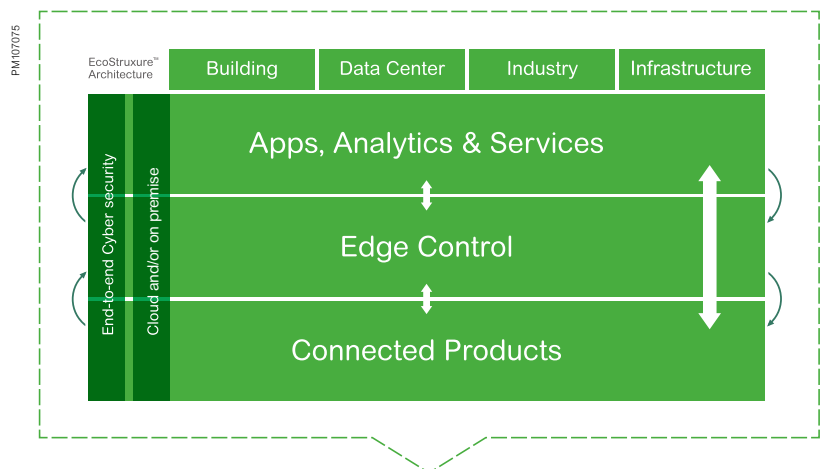 PM107075
EcoStruxure™
Architecture
Building
Data Center
Industry
Infrastructure
End-to-end Cyber security
Cloud and/or on premise
Apps, Analytics & Services
Edge Control
Connected Products